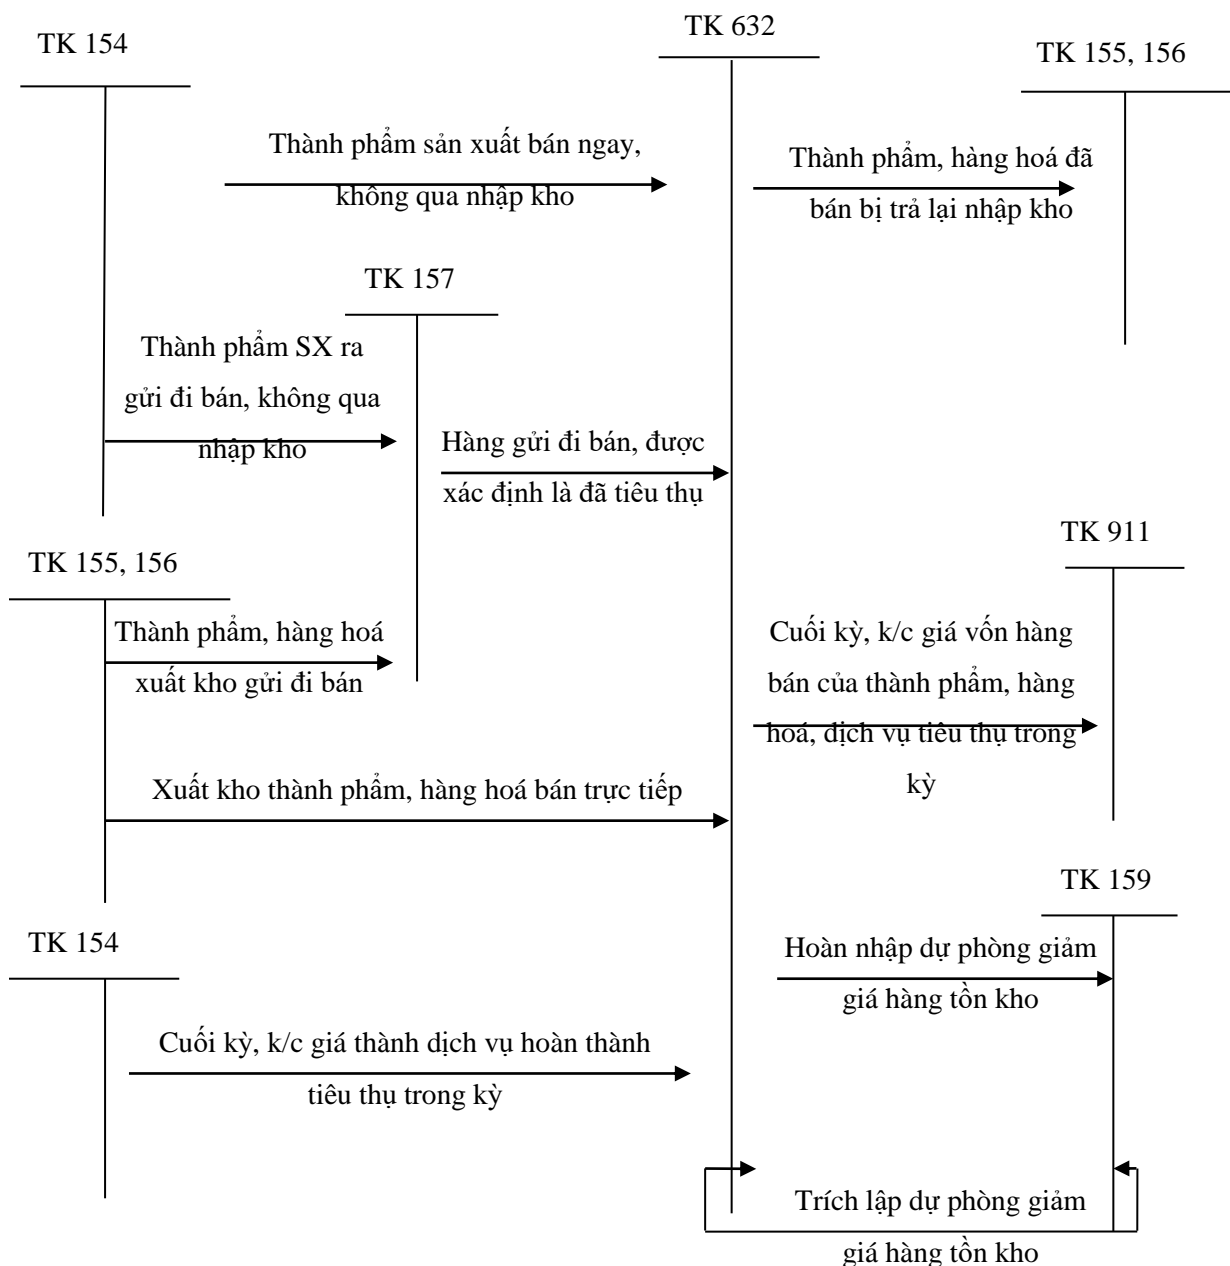 TK 154
TK 632
TK 155, 156
Thành phẩm sản xuất bán ngay,
không qua nhập kho
Thành phẩm, hàng hoá đã
bán bị trả lại nhập kho
TK 157
Thành phẩm SX ra
gửi đi bán, không qua
nhập kho
Hàng gửi đi bán, được
xác định là đã tiêu thụ
TK 911
TK 155, 156
Thành phẩm, hàng hoá
xuất kho gửi đi bán
Cuối kỳ, k/c giá vốn hàng
bán của thành phẩm, hàng
hoá, dịch vụ tiêu thụ trong
kỳ
Xuất kho thành phẩm, hàng hoá bán trực tiếp
TK 159
TK 154
Hoàn nhập dự phòng giảm
giá hàng tồn kho
Cuối kỳ, k/c giá thành dịch vụ hoàn thành
tiêu thụ trong kỳ
Trích lập dự phòng giảm
giá hàng tồn kho